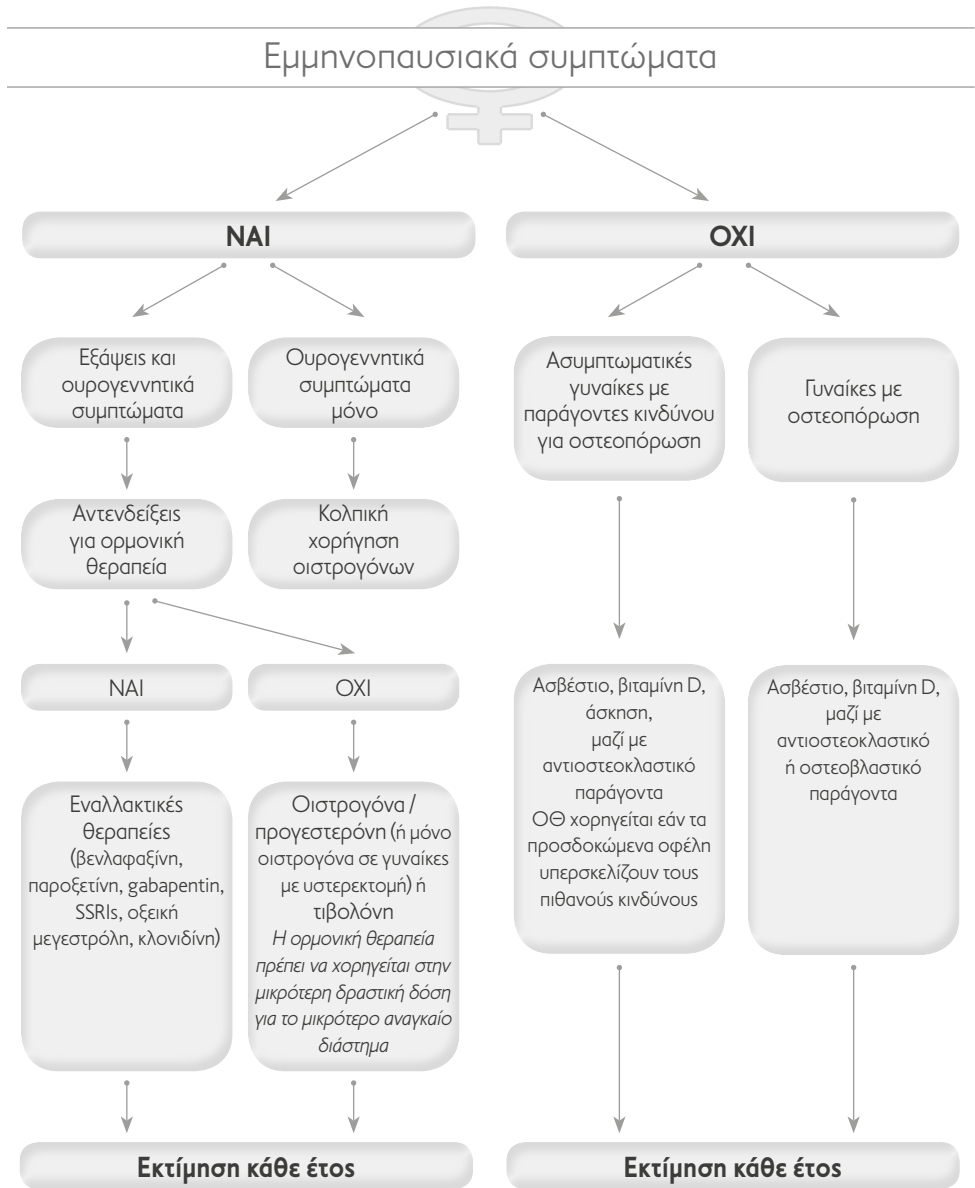 Εμμηνοπαυσιακά συμπτώματα
ΝΑΙ
ΟΧΙ
Εξάψεις και
ουρογεννητικά
συμπτώματα
Ουρογεννητικά
συμπτώματα
μόνο
Ασυμπτωματικές
γυναίκες με
παράγοντες κινδύνου
για οστεοπόρωση
Γυναίκες με
οστεοπόρωση
Αντενδείξεις
για ορμονική
θεραπεία
Κολπική
χορήγηση
οιστρογόνων
ΝΑΙ
ΟΧΙ
Εναλλακτικές
θεραπείες
(βενλαφαξίνη,
παροξετίνη, gabapentin,
SSRIs, οξεική
μεγεστρόλη, κλονιδίνη)
Οιστρογόνα /
προγεστερόνη (ή μόνο
οιστρογόνα σε γυναίκες
με υστερεκτομή) ή
τιβολόνη
Η ορμονική θεραπεία
πρέπει να χορηγείται στην
μικρότερη δραστική δόση
για το μικρότερο αναγκαίο
διάστημα
Ασβέστιο, βιταμίνη D,
άσκηση,
μαζί με
αντιοστεοκλαστικό
παράγοντα
ΟΘ χορηγείται εάν τα
προσδοκώμενα οφέλη
υπερσκελίζουν τους
πιθανούς κινδύνους
Ασβέστιο, βιταμίνη D,
μαζί με
αντιοστεοκλαστικό
ή οστεοβλαστικό
παράγοντα
Εκτίμηση κάθε έτος
Εκτίμηση κάθε έτος